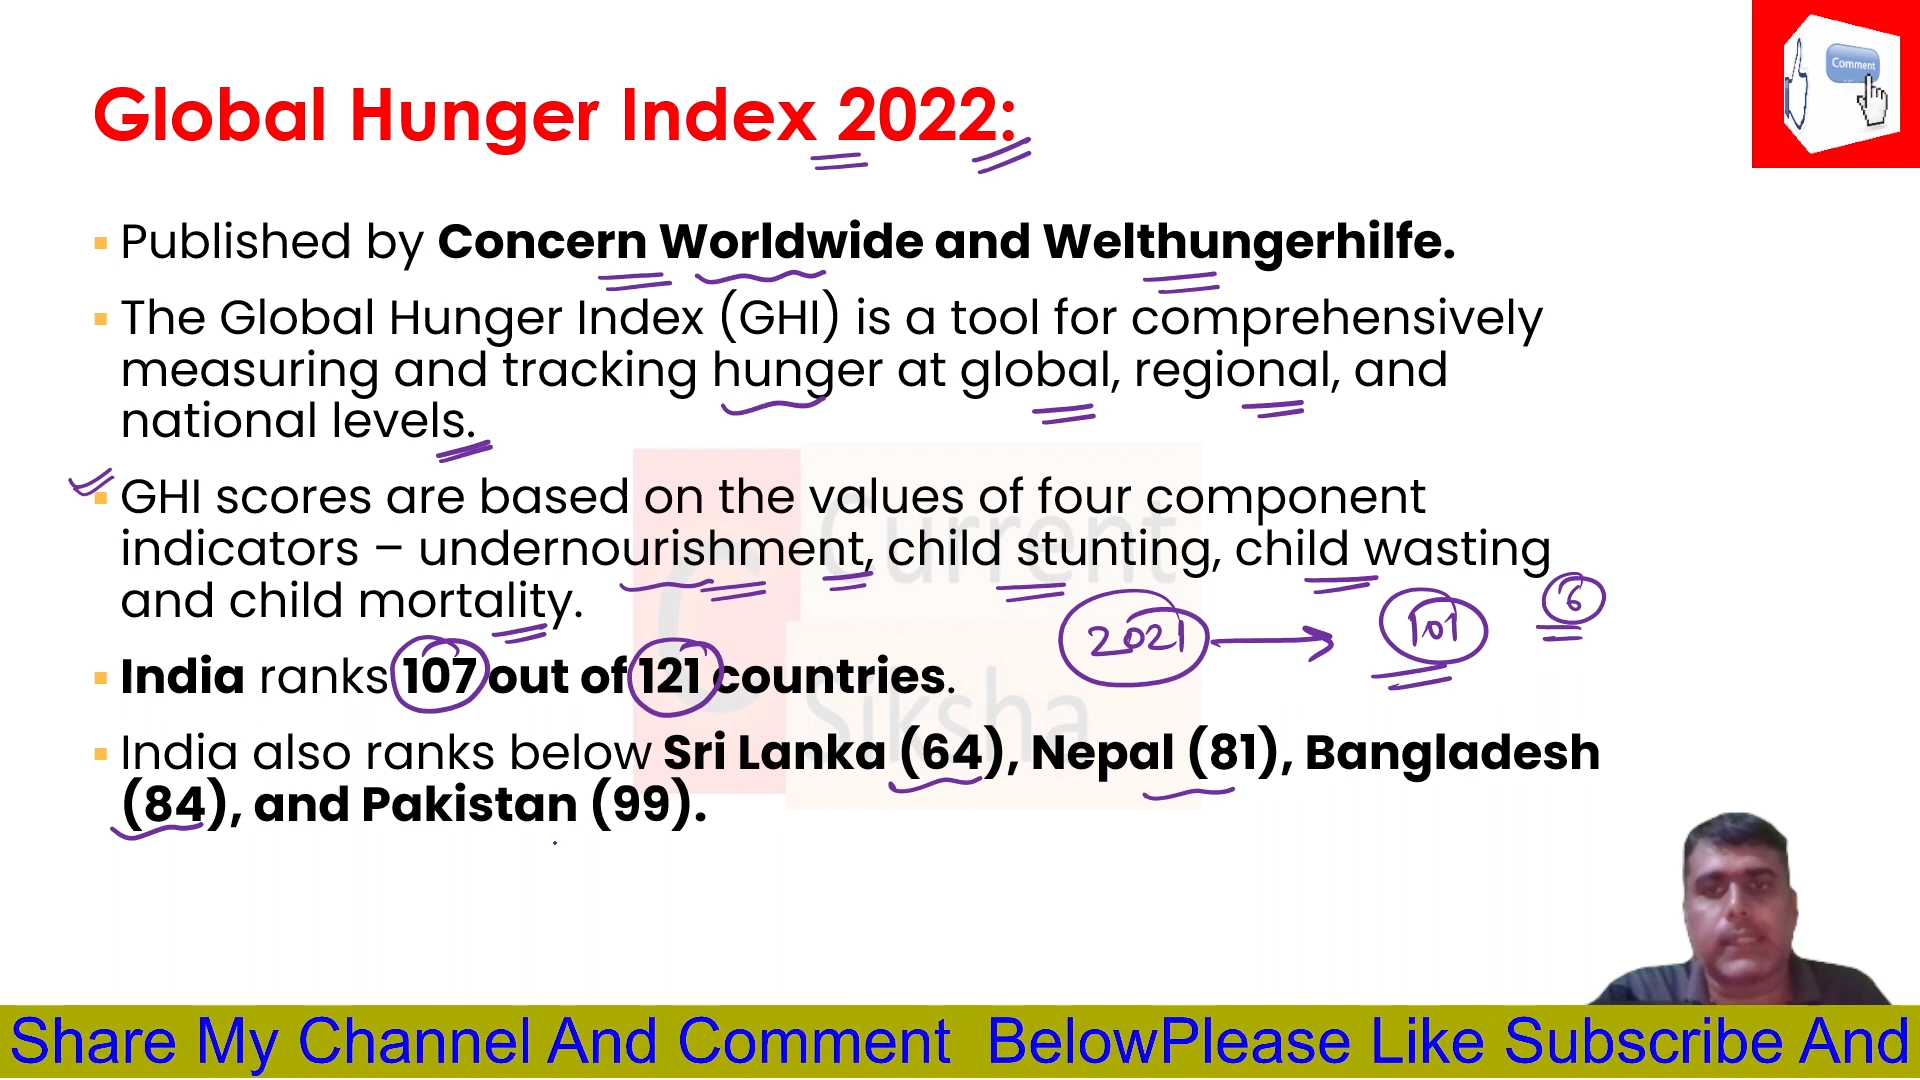 Comment
Global Hunger Index 2022:
▪ Published by Concern Worldwide and Welthungerhilfe.
▪ The Global Hunger Index (GHI) is a tool for comprehensively
measuring and tracking hunger at global, regional, and
national levels.
▪ GHI scores are based on the values of four component
indicators – undernourishment, child stunting, child wasting
and child mortality.
6
2021 → 101
▪ India ranks 107 out of 121 countries.
▪ India also ranks below Sri Lanka (64), Nepal (81), Bangladesh
(84), and Pakistan (99).
Current
Siksha
Share My Channel And Comment BelowPlease Like Subscribe And